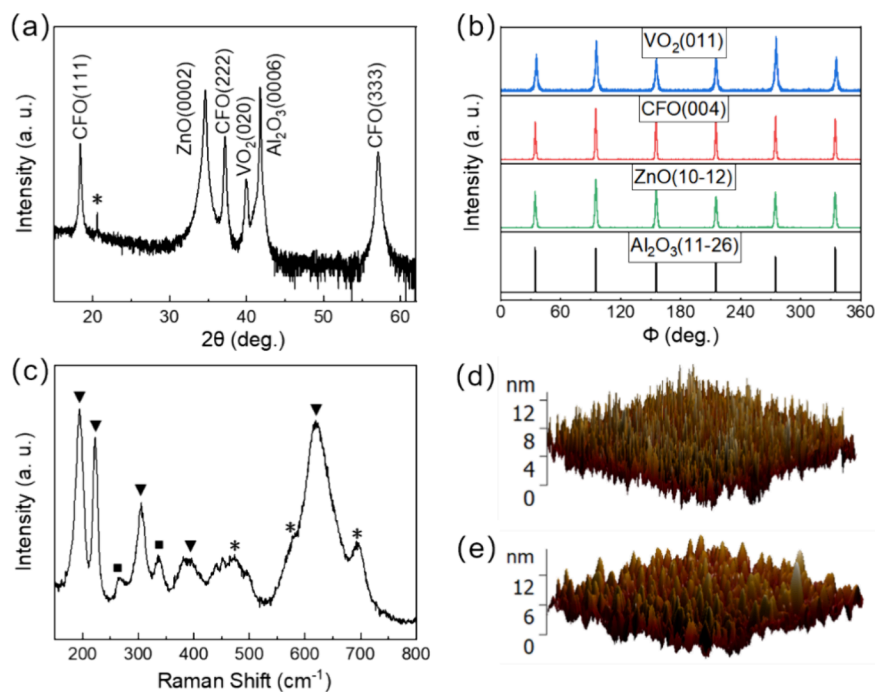 (a)
Intensity (a. u.)
CFO(111)
*
ZnO(0002)
CFO(222)
VO₂(020)
Al₂O₃(0006)
CFO(333)
20 30 40 50 60
2θ (deg.)
(b)
Intensity (a. u.)
VO₂(011)
CFO(004)
ZnO(10-12)
Al₂O₃(11-26)
0 60 120 180 240 300 360
Φ (deg.)
(c)
Intensity (a. u.)
* * *
200 300 400 500 600 700 800
Raman Shift (cm⁻¹)
(d)
nm
12
8
4
0
(e)
nm
12
6
0